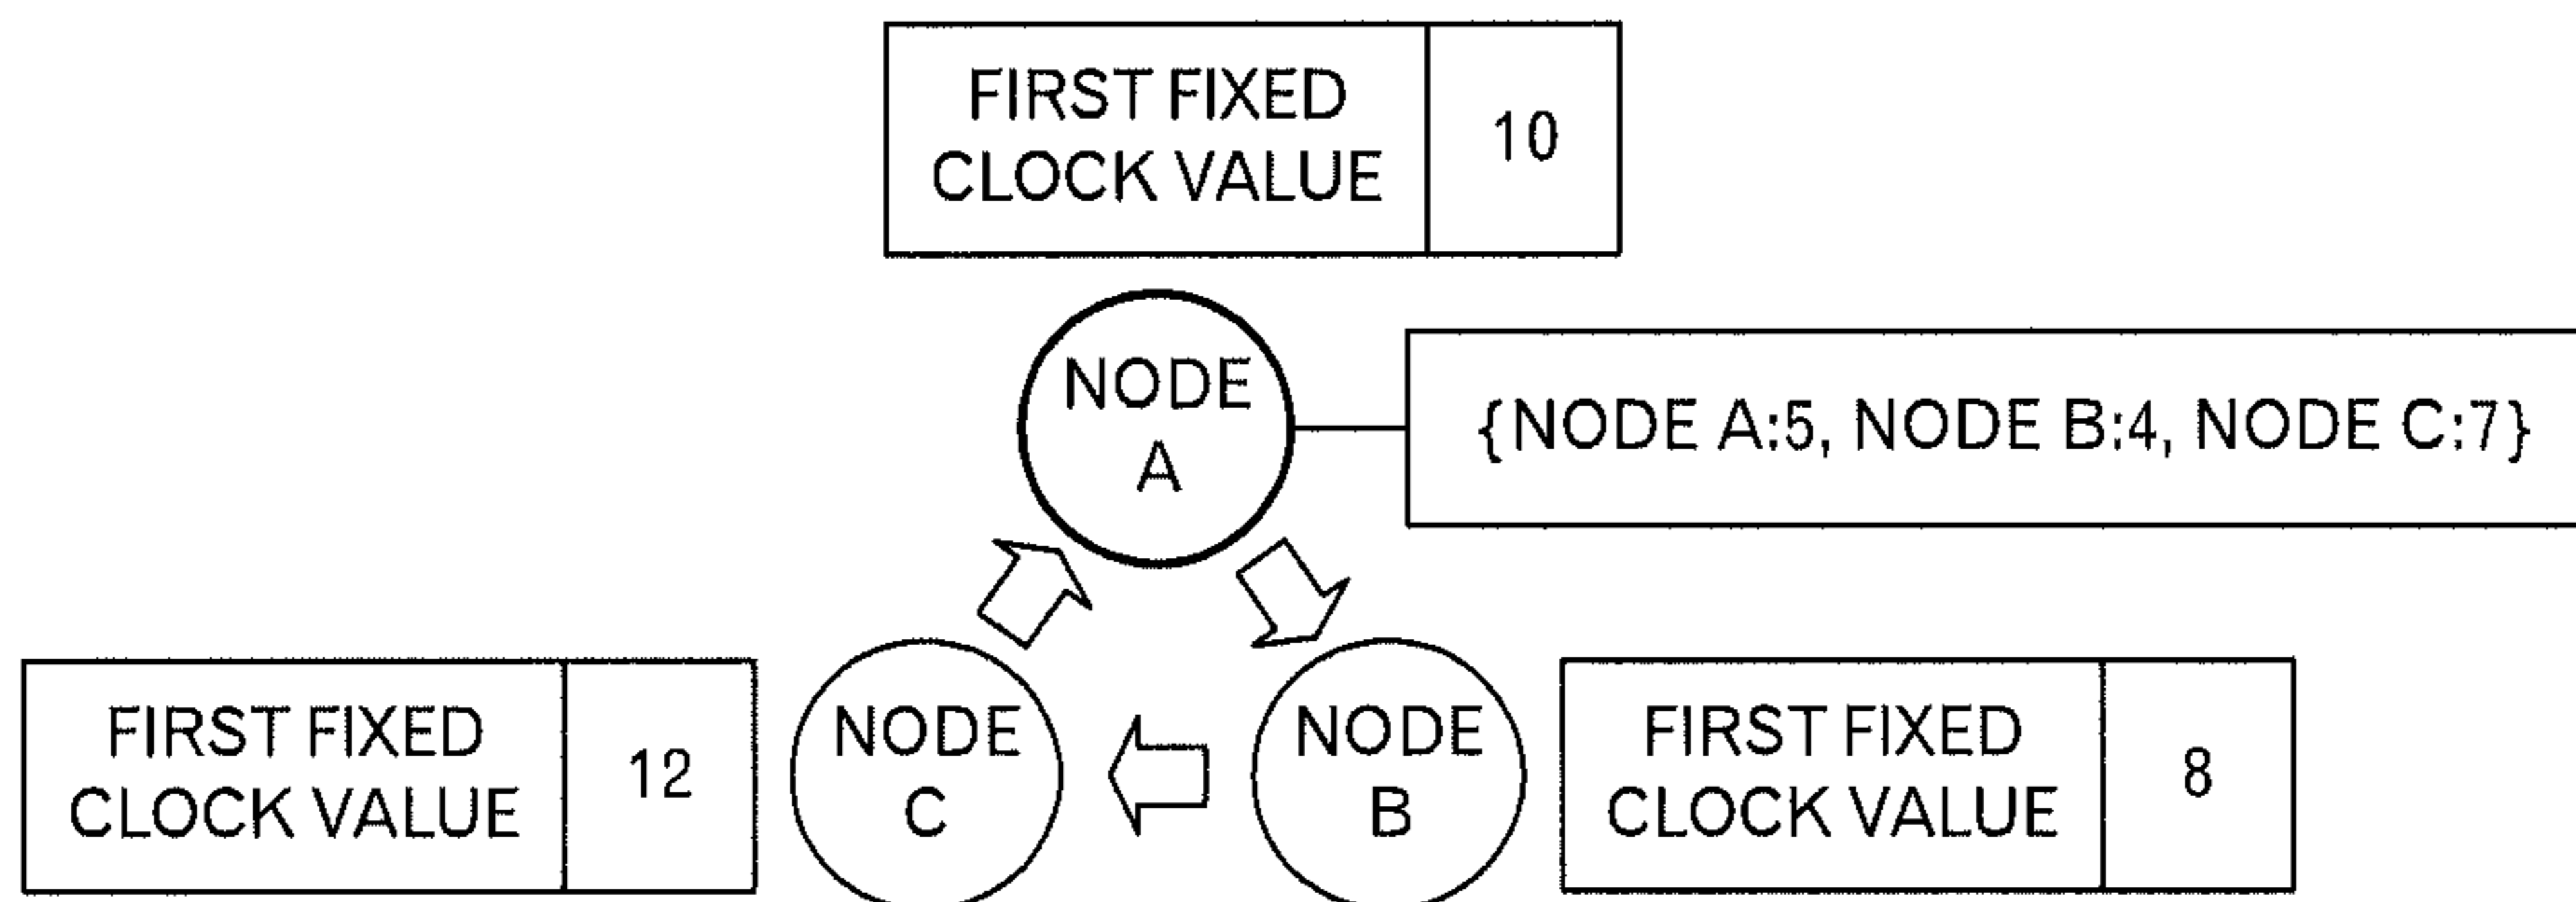 FIRST FIXED
CLOCK VALUE
10
NODE
A
{NODE A:5, NODE B:4, NODE C:7}
FIRST FIXED
CLOCK VALUE
12
NODE
C
NODE
B
FIRST FIXED
CLOCK VALUE
8